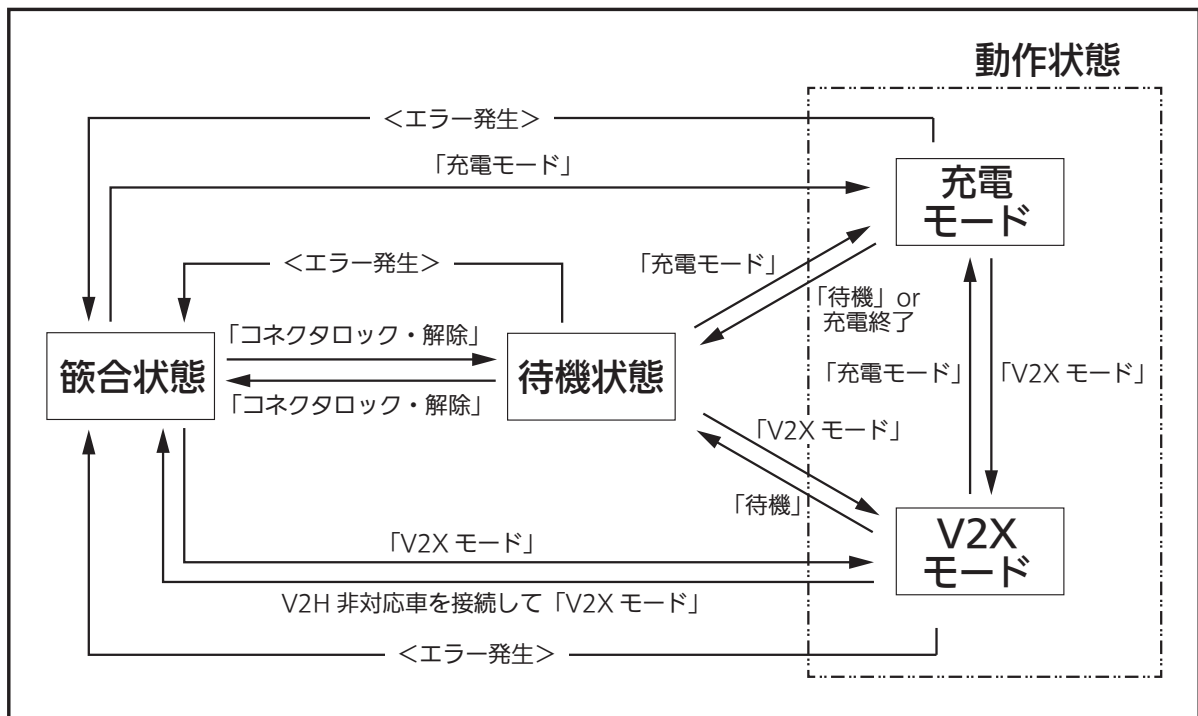 動作状態
＜エラー発生＞
「充電モード」
充電
モード
＜エラー発生＞
「充電モード」
「待機」or
充電終了
「コネクタロック・解除」
嵌合状態
待機状態
「コネクタロック・解除」
「充電モード」
「V2X モード」
「V2X モード」
「待機」
V2X
モード
「V2X モード」
V2H 非対応車を接続して「V2X モード」
＜エラー発生＞